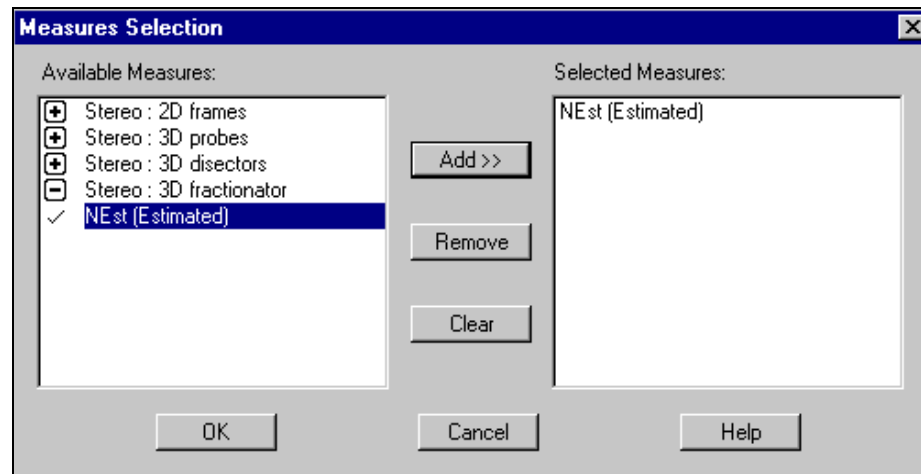 Measures Selection
Available Measures:
Stereo : 2D frames
Stereo : 3D probes
Stereo : 3D disectors
Stereo : 3D fractionator
NEst (Estimated)
Add >>
Remove
Clear
Selected Measures:
NEst (Estimated)
OK
Cancel
Help